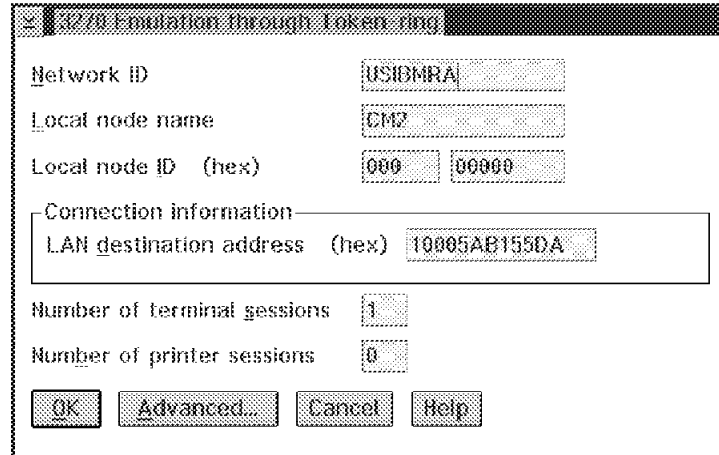 3270 Emulation through Token-ring
Network ID USIBMRA
Local node name CM2
Local node ID (hex) 000 00000
Connection information
LAN destination address (hex) 10005AB155DA
Number of terminal sessions 1
Number of printer sessions 0
OK Advanced... Cancel Help